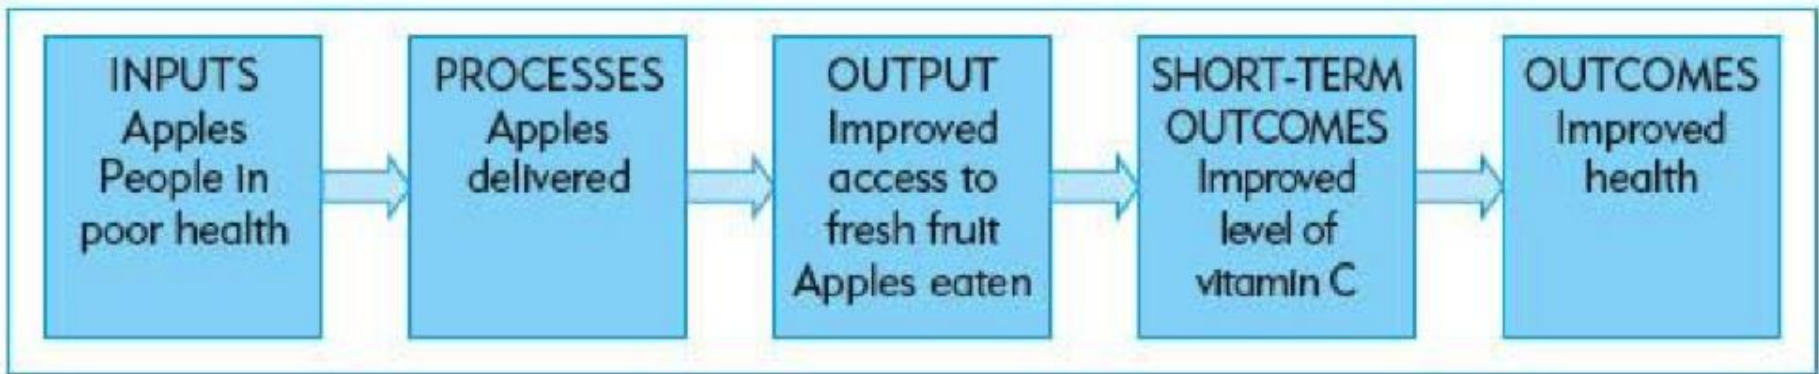 INPUTS
Apples
People in
poor health
PROCESSES
Apples
delivered
OUTPUT
Improved
access to
fresh fruit
Apples eaten
SHORT-TERM
OUTCOMES
Improved
level of
vitamin C
OUTCOMES
Improved
health